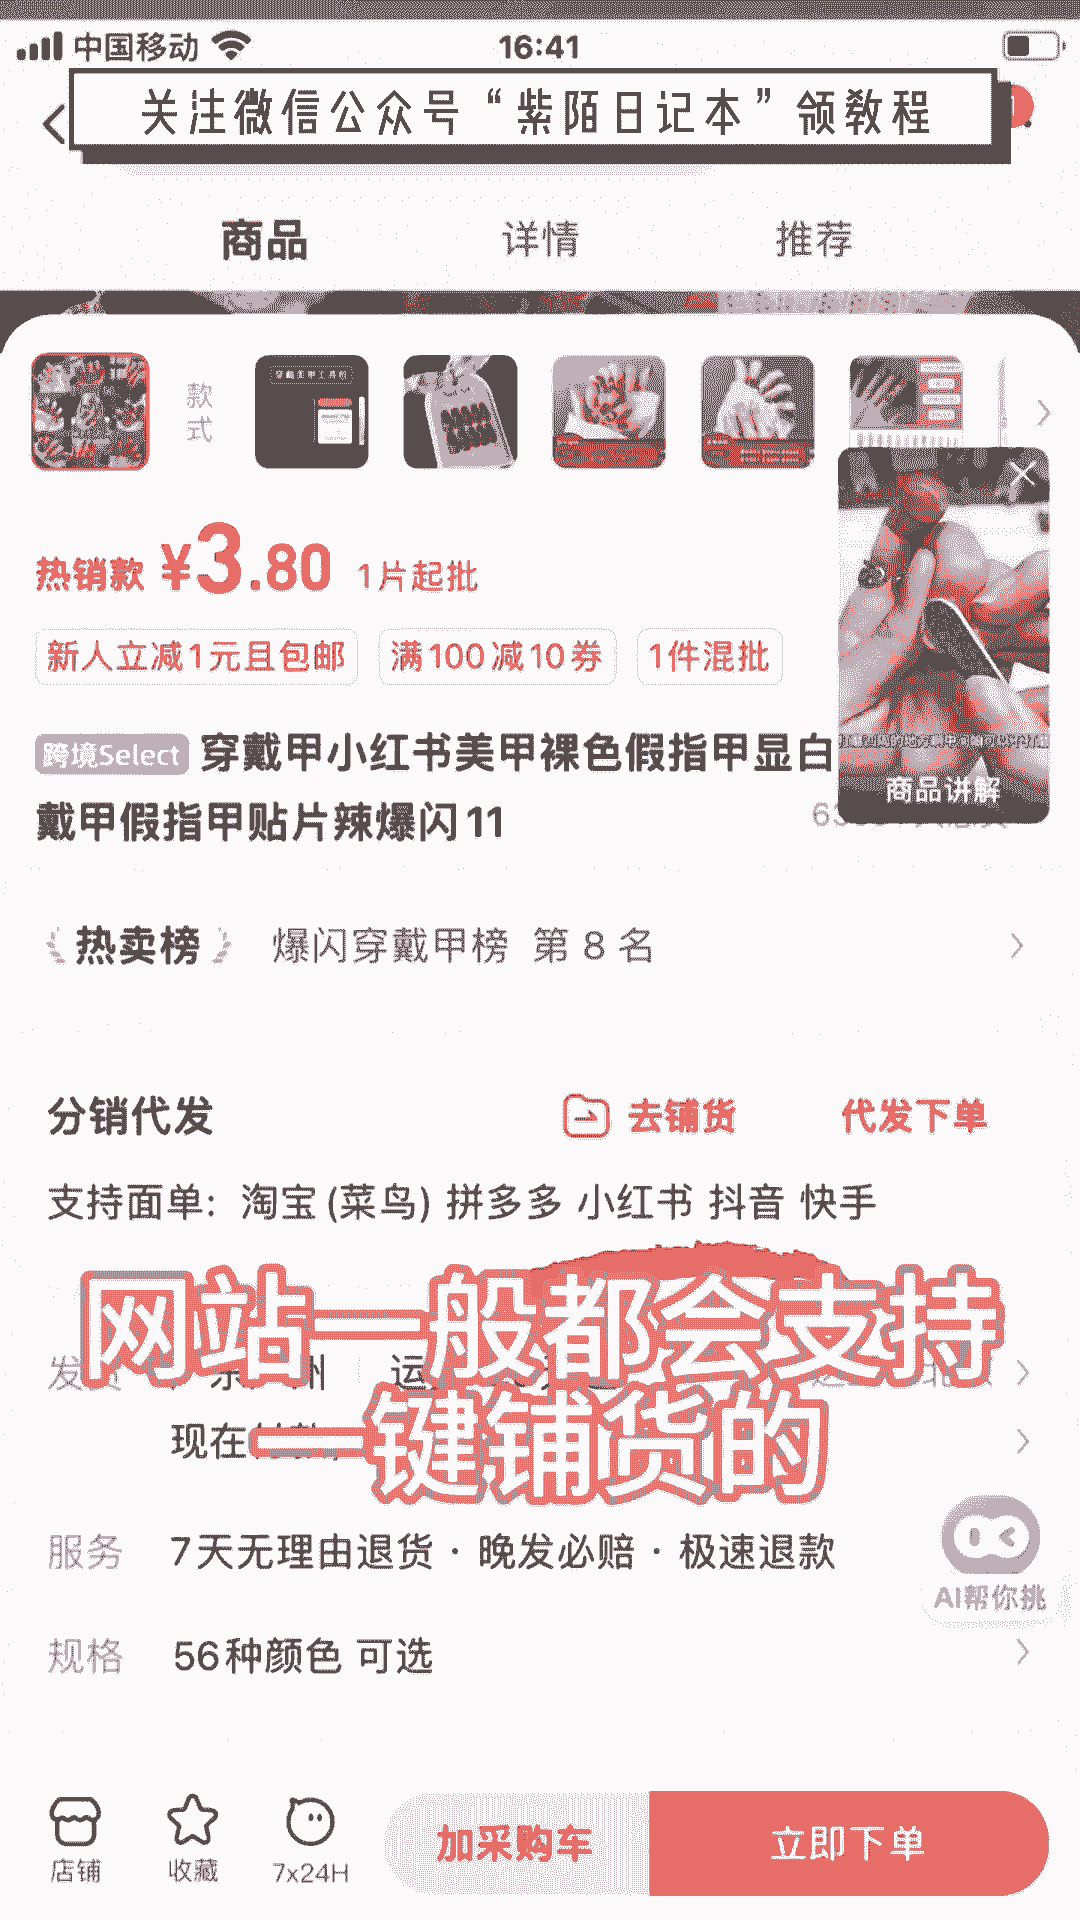 中国移动
16:41
关注微信公众号“紫陌日记本”领教程
商品 详情 推荐
款式
热销款 ¥3.80 1片起批
新人立减1元且包邮 满100减10券 1件混批
跨境Select 穿戴甲小红书美甲裸色假指甲显白
戴甲假指甲贴片辣爆闪11
商品讲解
热卖榜 爆闪穿戴甲榜 第 8 名
分销代发 去铺货 代发下单
支持面单: 淘宝(菜鸟) 拼多多 小红书 抖音 快手
网站一般都会支持
一键铺货的
现在
服务 7天无理由退货 · 晚发必赔 · 极速退款
AI帮你挑
规格 56种颜色 可选
店铺 收藏 7x24H 加采购车 立即下单